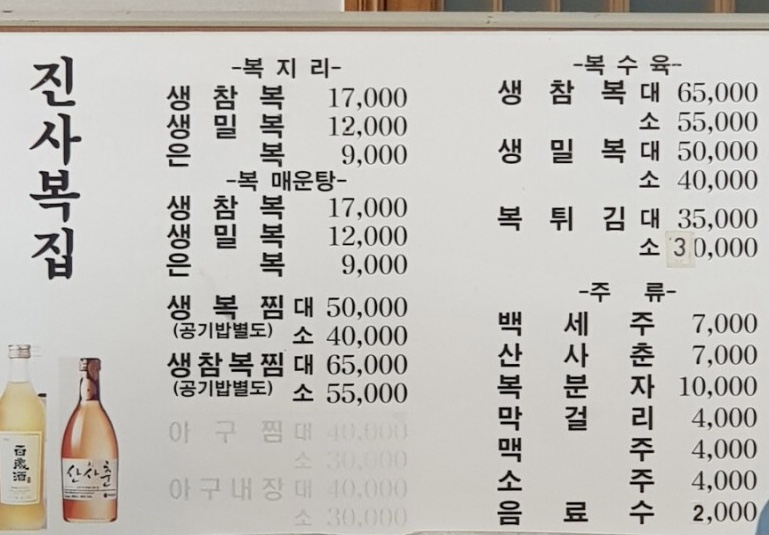 진사복집
-복 지 리-
생 참 복 17,000
생 밀 복 12,000
은 복 9,000
-복 매운탕-
생 참 복 17,000
생 밀 복 12,000
은 복 9,000
생 복 찜 대 50,000
(공기밥별도) 소 40,000
생참복찜 대 65,000
(공기밥별도) 소 55,000
아 구 찜 대 40,000
소 30,000
아구내장 대 40,000
소 30,000
-복 수 육-
생 참 복 대 65,000
소 55,000
생 밀 복 대 50,000
소 40,000
복 튀 김 대 35,000
소 30,000
-주 류-
백 세 주 7,000
산 사 춘 7,000
복 분 자 10,000
막 걸 리 4,000
맥 주 4,000
소 주 4,000
음 료 수 2,000
百歲酒
산사춘